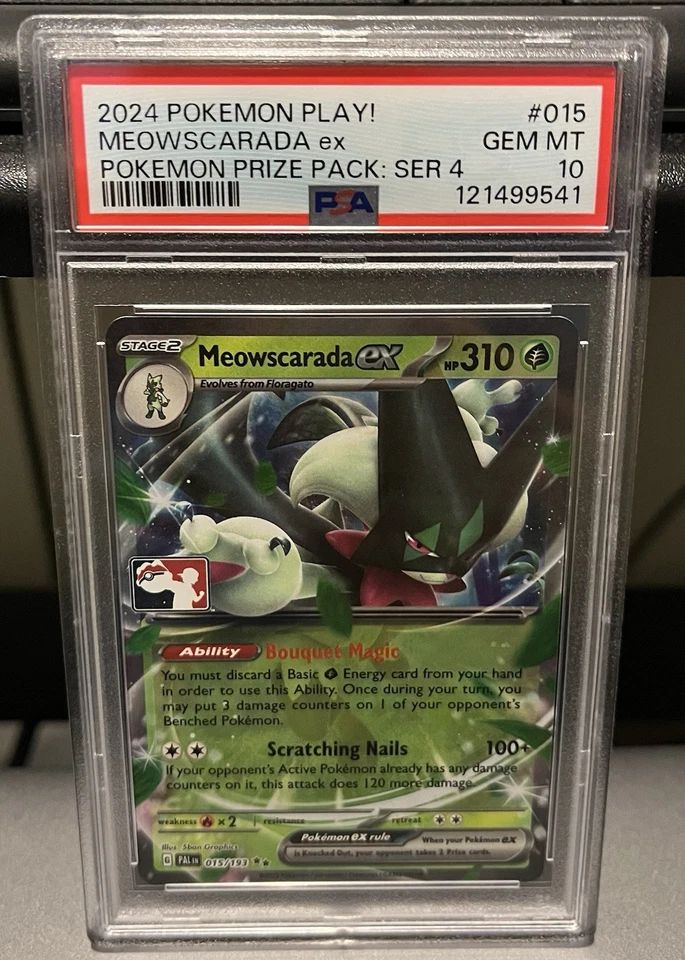 2024 POKEMON PLAY! #015
MEOWSCARADA ex GEM MT
POKEMON PRIZE PACK: SER 4 10
PSA 121499541
STAGE2 Meowscarada ex HP 310
Evolves from Floragato
Ability Bouquet Magic
You must discard a Basic Energy card from your hand
in order to use this Ability. Once during your turn, you
may put 3 damage counters on 1 of your opponent's
Benched Pokémon.
Scratching Nails 100+
If your opponent's Active Pokémon already has any damage
counters on it, this attack does 120 more damage.
weakness ×2 resistance retreat
Pokémon ex rule When your Pokémon ex
is Knocked Out, your opponent takes 2 Prize cards.
Illus. 5ban Graphics
G PAL EN 015/193